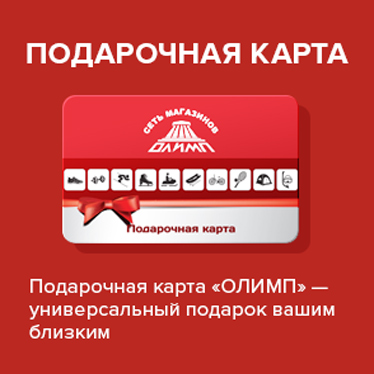 ПОДАРОЧНАЯ КАРТА
СЕТЬ МАГАЗИНОВ
ОЛИМП
Подарочная карта
Подарочная карта «ОЛИМП» —
универсальный подарок вашим
близким